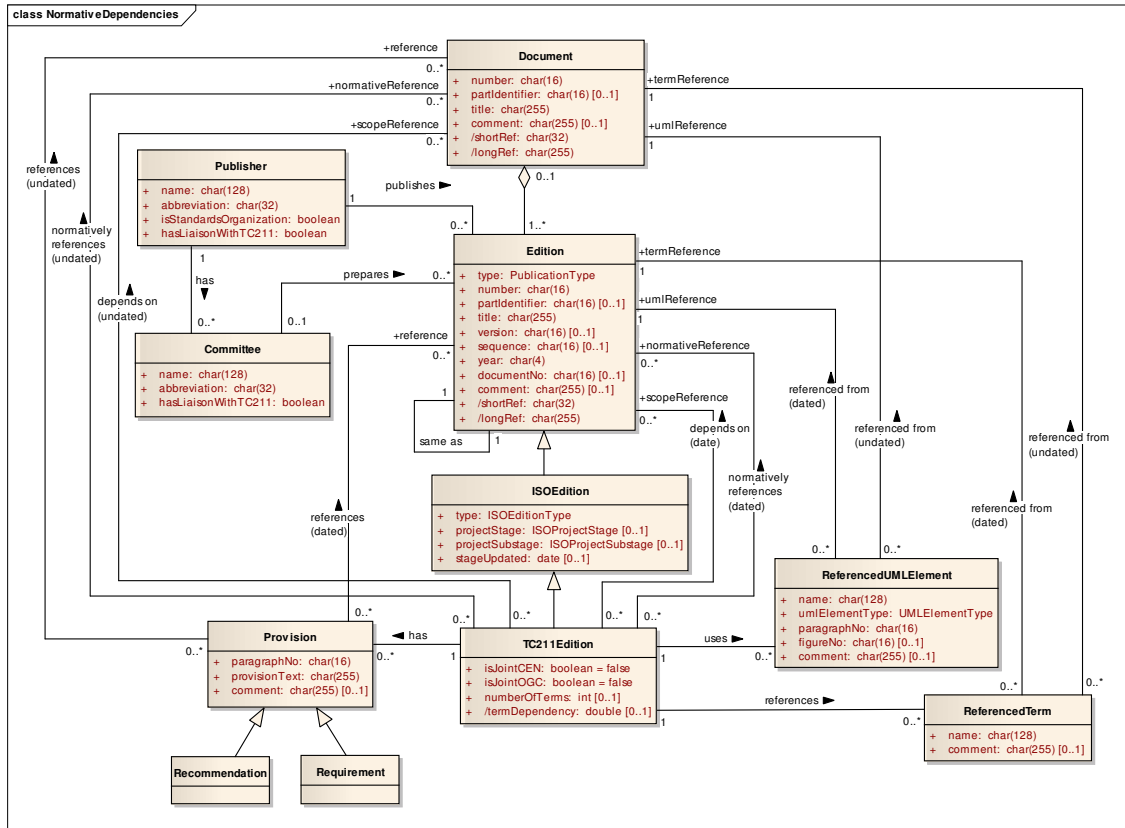 class NormativeDependencies
+reference
0..*
+normativeReference
0..*
+scopeReference
0..*
Document
+ number: char(16)
+ partIdentifier: char(16) [0..1]
+ title: char(255)
+ comment: char(255) [0..1]
+ /shortRef: char(32)
+ /longRef: char(255)
+termReference
1
+umlReference
1
references
(undated)
normatively
references
(undated)
depends on
(undated)
Publisher
+ name: char(128)
+ abbreviation: char(32)
+ isStandardsOrganization: boolean
+ hasLiaisonWithTC211: boolean
publishes
1
0..*
0..1
1..*
1
has
0..*
prepares
0..*
0..1
Committee
+ name: char(128)
+ abbreviation: char(32)
+ hasLiaisonWithTC211: boolean
+reference
0..*
Edition
+ type: PublicationType
+ number: char(16)
+ partIdentifier: char(16) [0..1]
+ title: char(255)
+ version: char(16) [0..1]
+ sequence: char(16) [0..1]
+ year: char(4)
+ documentNo: char(16) [0..1]
+ comment: char(255) [0..1]
+ /shortRef: char(32)
+ /longRef: char(255)
+termReference
1
+umlReference
1
+normativeReference
0..*
+scopeReference
0..*
1
same as
1
referenced from
(dated)
referenced from
(undated)
referenced from
(undated)
depends on
(date)
normatively
references
(dated)
referenced from
(dated)
ISOEdition
+ type: ISOEditionType
+ projectStage: ISOProjectStage [0..1]
+ projectSubstage: ISOProjectSubstage [0..1]
+ stageUpdated: date [0..1]
references
(dated)
0..*
0..*
ReferencedUMLElement
+ name: char(128)
+ umlElementType: UMLElementType
+ paragraphNo: char(16)
+ figureNo: char(16) [0..1]
+ comment: char(255) [0..1]
0..*
0..*
0..*
0..*
0..*
Provision
+ paragraphNo: char(16)
+ provisionText: char(255)
+ comment: char(255) [0..1]
0..*
has
0..*
1
TC211Edition
+ isJointCEN: boolean = false
+ isJointOGC: boolean = false
+ numberOfTerms: int [0..1]
+ /termDependency: double [0..1]
uses
1
0..*
references
1
0..*
0..*
0..*
ReferencedTerm
+ name: char(128)
+ comment: char(255) [0..1]
Recommendation
Requirement